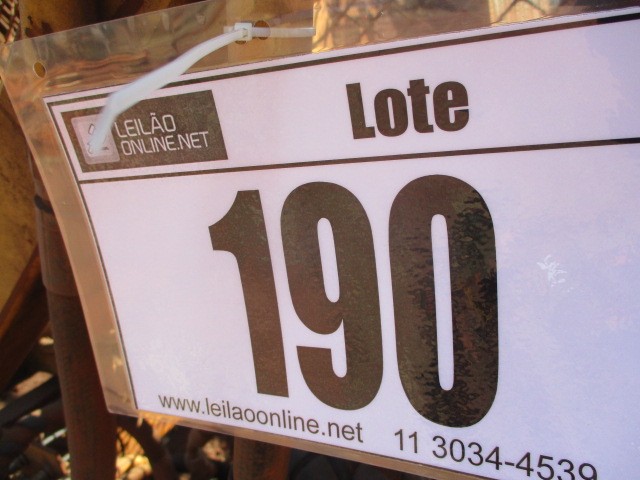 LEILÃO
ONLINE.NET
Lote
190
www.leilaoonline.net
11 3034-4539